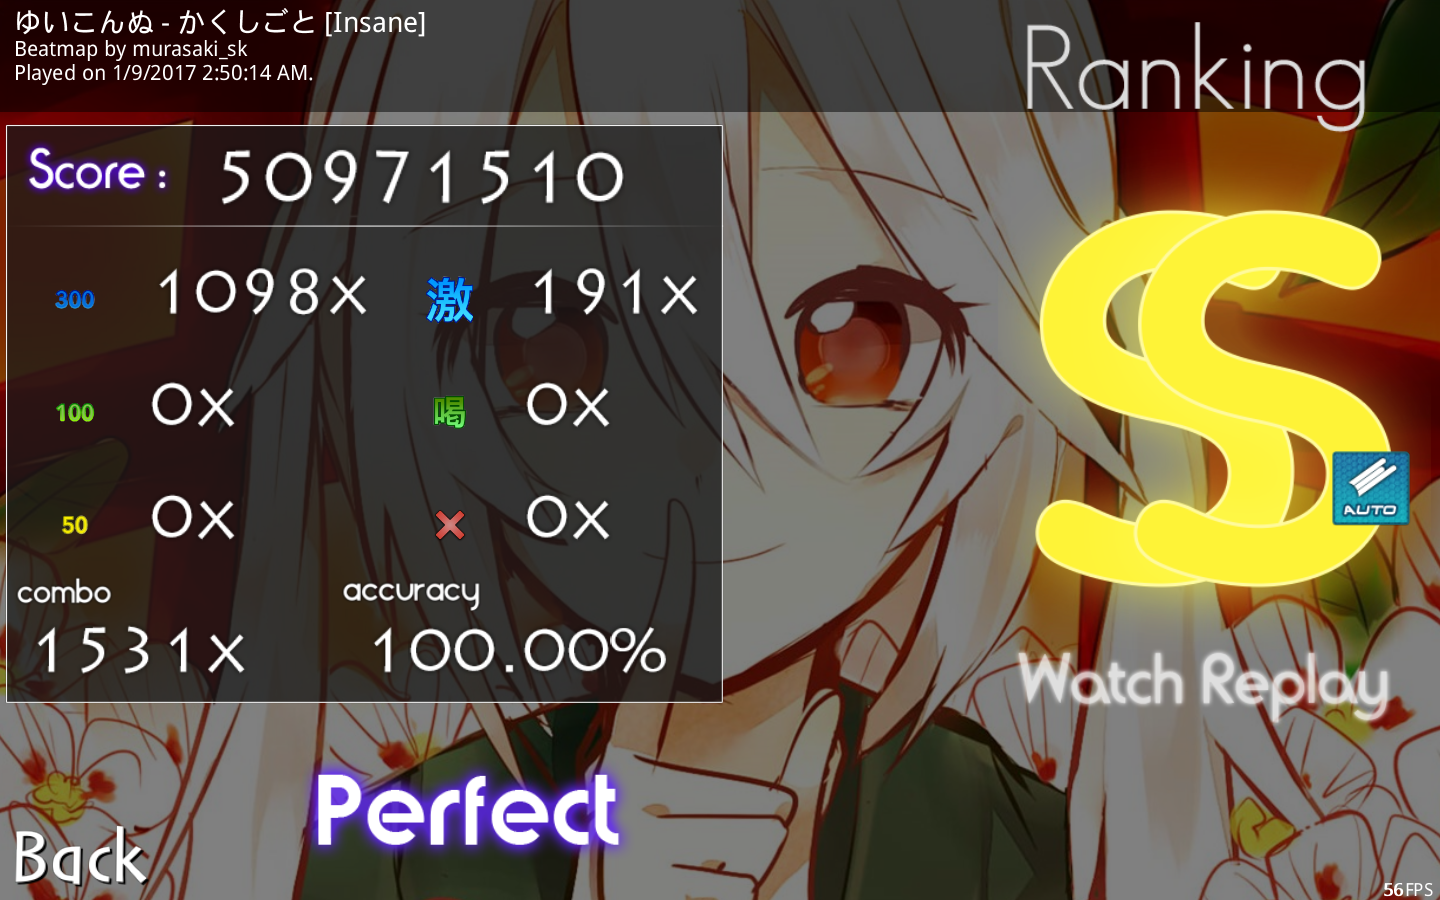 ゆいこんぬ - かくしごと [Insane]
Beatmap by murasaki_sk
Played on 1/9/2017 2:50:14 AM.
Ranking
Score : 50971510
300 1098x 激 191x
100 0x 喝 0x
50 0x 0x
combo accuracy
1531x 100.00%
SS
AUTO
Watch Replay
Perfect
Back
56FPS